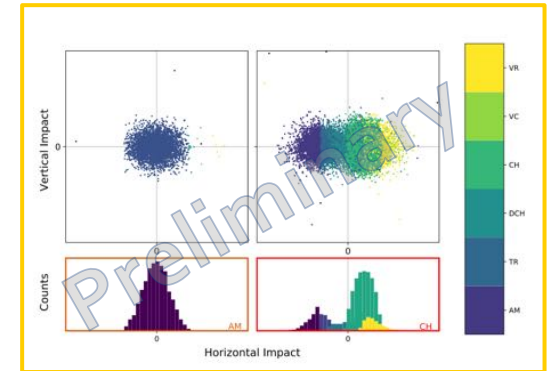 Vertical Impact
0
0
0
VR
VC
CH
DCH
TR
AM
Preliminary
Counts
AM
CH
0
0
Horizontal Impact